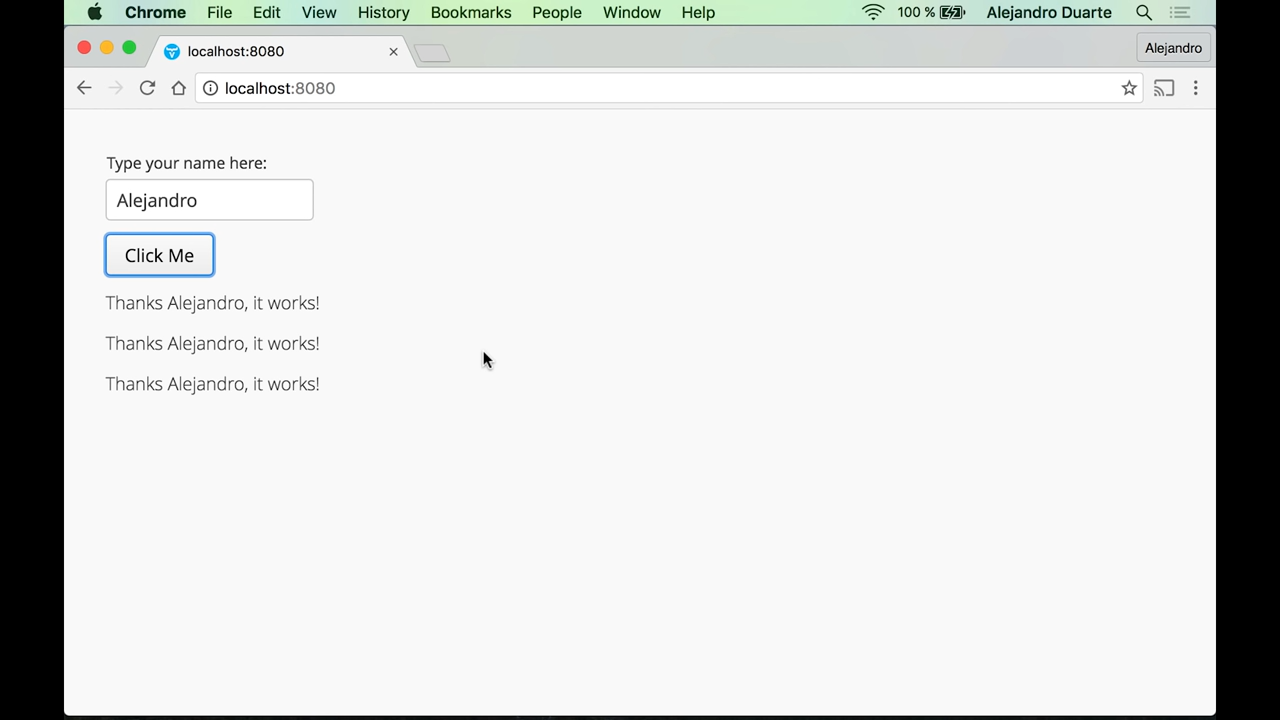 Chrome File Edit View History Bookmarks People Window Help 100 % Alejandro Duarte
localhost:8080 Alejandro
localhost:8080
Type your name here:
Alejandro
Click Me
Thanks Alejandro, it works!
Thanks Alejandro, it works!
Thanks Alejandro, it works!